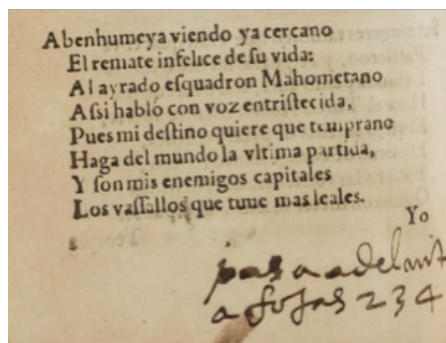 Abenhumeya viendo ya cercano
El remate infelice de su vida:
Al ayrado esquadron Mahometano
Assi habló con voz entristecida,
Pues mi destino quiere que temprano
Haga del mundo la vltima partida,
Y son mis enemigos capitales
Los vassallos que tuue mas leales.
Yo
pasa adelant
a fojas 234